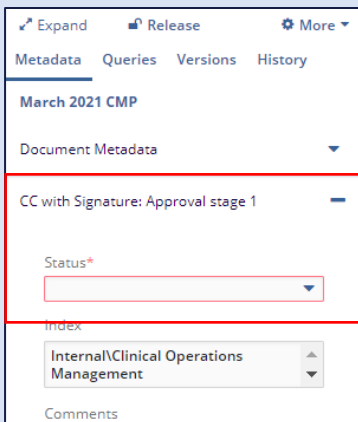 Expand Release More
Metadata Queries Versions History
March 2021 CMP
Document Metadata
CC with Signature: Approval stage 1
Status*
Index
Internal\Clinical Operations
Management
Comments